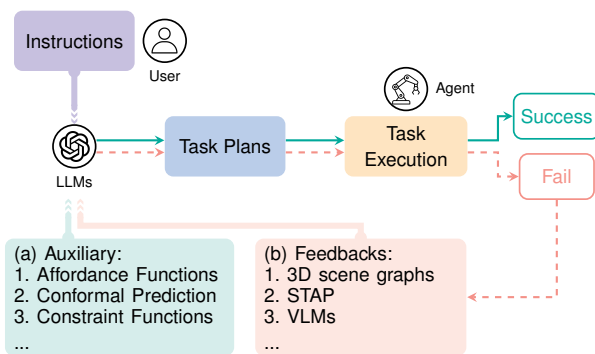 Instructions
User
Agent
Success
LLMs
Task Plans
Task
Execution
Fail
(a) Auxiliary:
1. Affordance Functions
2. Conformal Prediction
3. Constraint Functions
...
(b) Feedbacks:
1. 3D scene graphs
2. STAP
3. VLMs
...